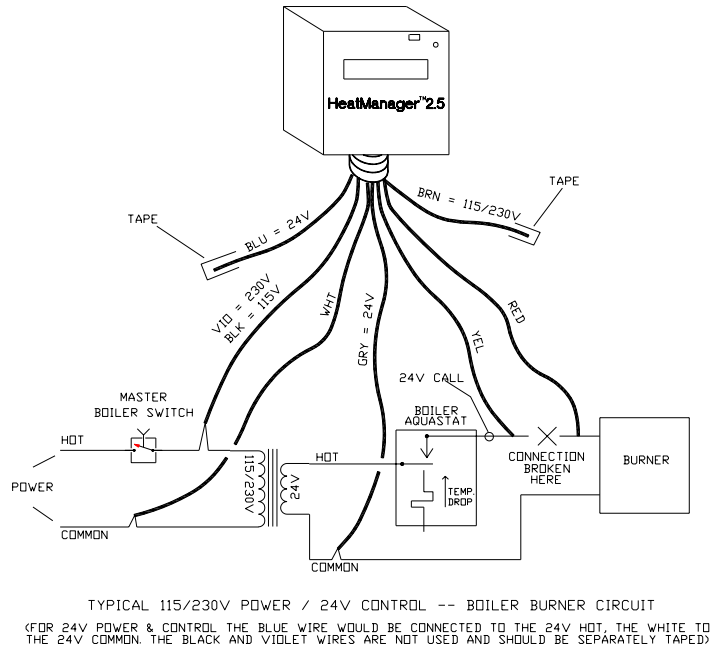 HeatManager™2.5
TAPE
BRN = 115/230V
TAPE
BLU = 24V
VIO = 230V
BLK = 115V
WHT
GRY = 24V
YEL
RED
24V CALL
MASTER
BOILER SWITCH
BOILER
AQUASTAT
HOT
HOT
CONNECTION
BROKEN
HERE
BURNER
POWER
115/230V
24V
TEMP.
DROP
COMMON
COMMON
TYPICAL 115/230V POWER / 24V CONTROL -- BOILER BURNER CIRCUIT
(FOR 24V POWER & CONTROL THE BLUE WIRE WOULD BE CONNECTED TO THE 24V HOT, THE WHITE TO
THE 24V COMMON. THE BLACK AND VIOLET WIRES ARE NOT USED AND SHOULD BE SEPARATELY TAPED)